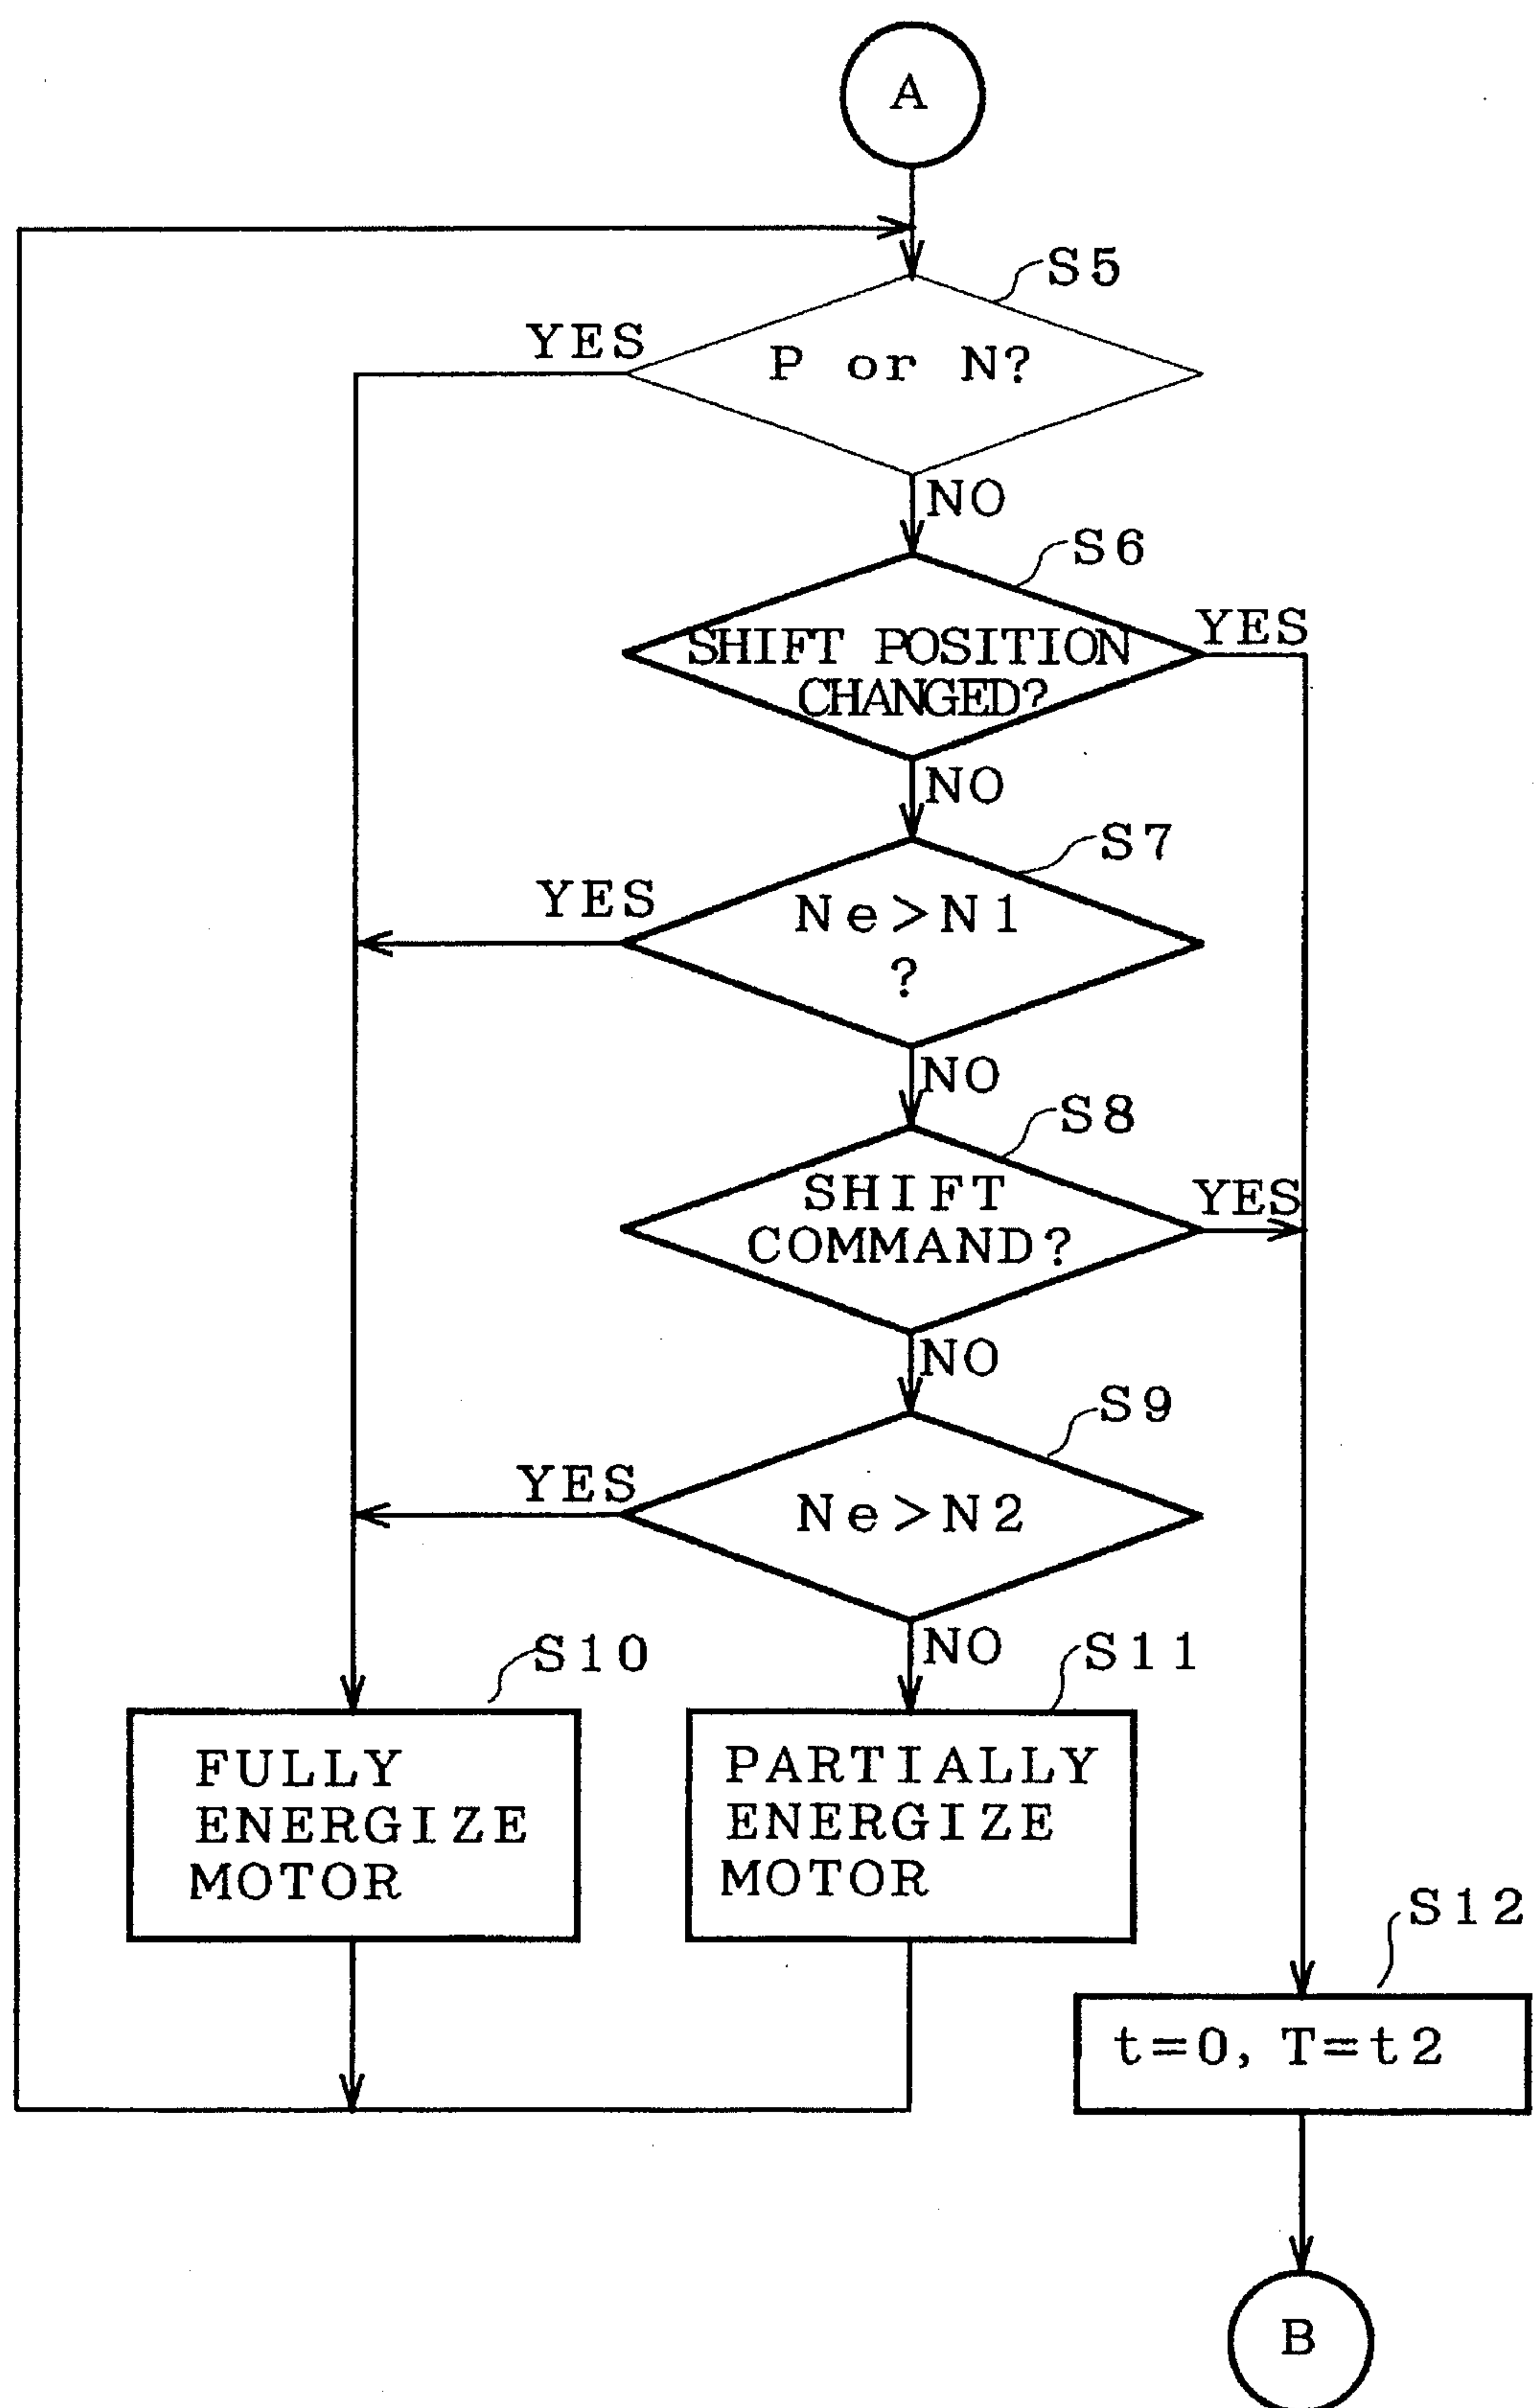 A
S5
YES
P or N?
NO
S6
YES
SHIFT POSITION
CHANGED?
NO
S7
YES
Ne>N1
?
NO
S8
SHIFT
YES
COMMAND?
NO
S9
YES
Ne>N2
NO
S10
S11
FULLY
ENERGIZE
MOTOR
PARTIALLY
ENERGIZE
MOTOR
S12
t=0, T=t2
B